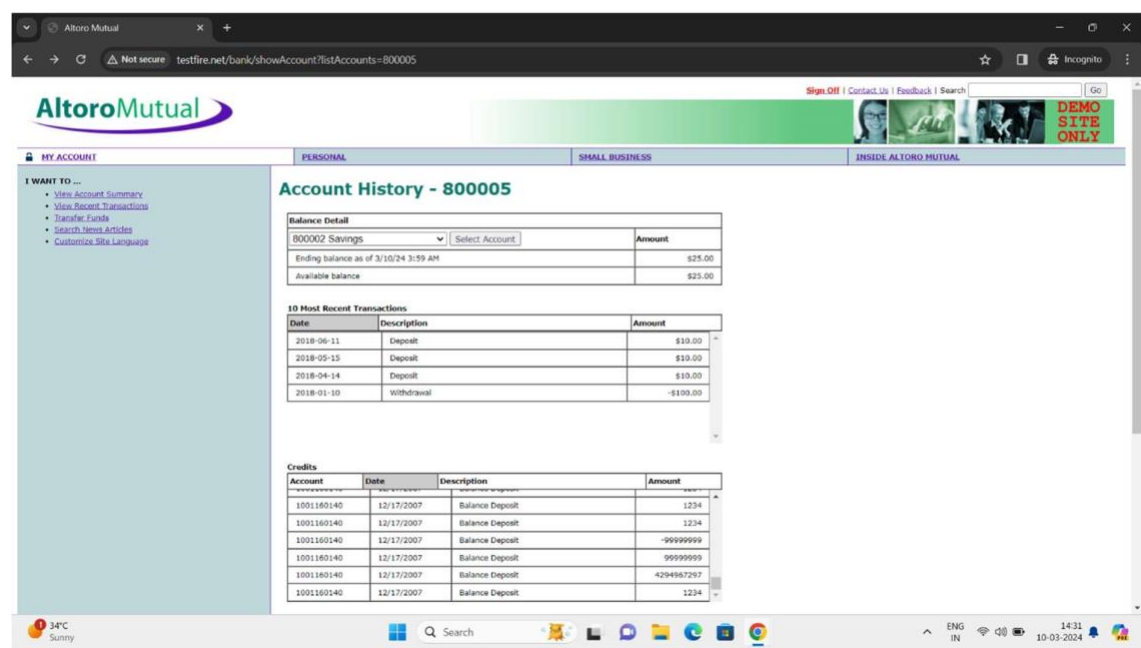 Altoro Mutual
Not secure testfire.net/bank/showAccount?listAccounts=800005 Incognito
Sign Off | Contact Us | Feedback | Search Go
AltoroMutual
DEMO
SITE
ONLY
MY ACCOUNT PERSONAL SMALL BUSINESS INSIDE ALTORO MUTUAL
I WANT TO ...
View Account Summary
View Recent Transactions
Transfer Funds
Search News Articles
Customize Site Language
Account History - 800005
Balance Detail
800002 Savings Select Account Amount
Ending balance as of 3/10/24 3:59 AM $25.00
Available balance $25.00
10 Most Recent Transactions
Date Description Amount
2018-06-11 Deposit $10.00
2018-05-15 Deposit $10.00
2018-04-14 Deposit $10.00
2018-01-10 Withdrawal -$100.00
Credits
Account Date Description Amount
1001160140 12/17/2007 Balance Deposit 1234
1001160140 12/17/2007 Balance Deposit 1234
1001160140 12/17/2007 Balance Deposit -99999999
1001160140 12/17/2007 Balance Deposit 99999999
1001160140 12/17/2007 Balance Deposit 4294967297
1001160140 12/17/2007 Balance Deposit 1234
34°C
Sunny
Search
ENG
IN
14:31
10-03-2024